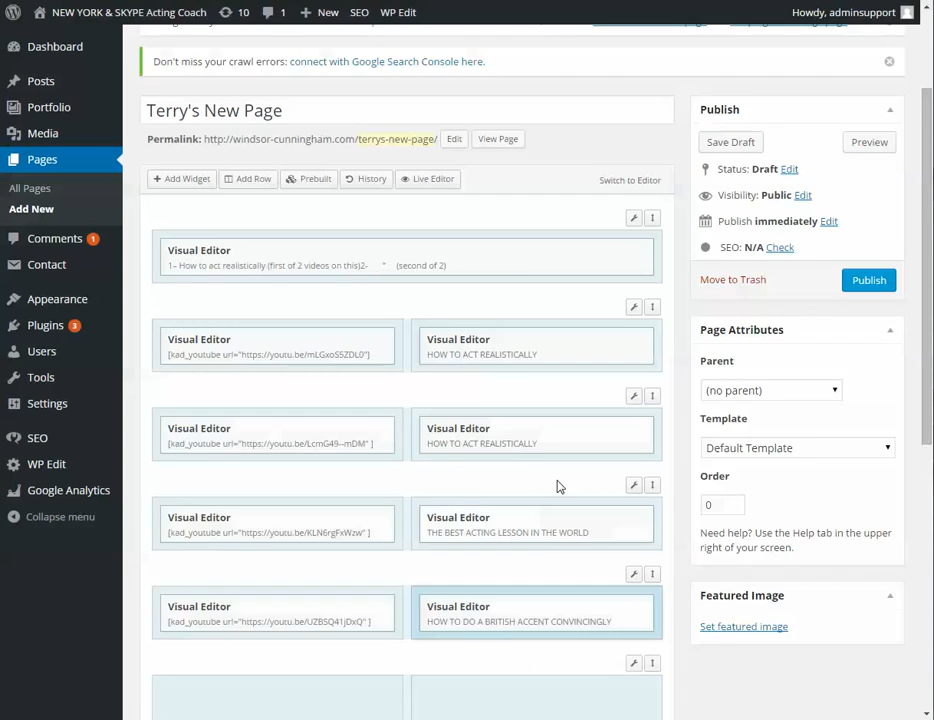 NEW YORK & SKYPE Acting Coach 10 1 + New SEO WP Edit Howdy, adminsupport
Dashboard
Posts
Portfolio
Media
Pages
All Pages
Add New
Comments 1
Contact
Appearance
Plugins 3
Users
Tools
Settings
SEO
WP Edit
Google Analytics
Collapse menu
Don't miss your crawl errors: connect with Google Search Console here.
Terry's New Page
Permalink: http://windsor-cunningham.com/terrys-new-page/ Edit View Page
Add Widget Add Row Prebuilt History Live Editor Switch to Editor
Visual Editor
1– How to act realistically (first of 2 videos on this)2- " (second of 2)
Visual Editor
[kad_youtube url="https://youtu.be/mLGxoS5ZDL0"]
Visual Editor
HOW TO ACT REALISTICALLY
Visual Editor
[kad_youtube url="https://youtu.be/LcmG49--mDM" ]
Visual Editor
HOW TO ACT REALISTICALLY
Visual Editor
[kad_youtube url="https://youtu.be/KLN6rgFxWzw" ]
Visual Editor
THE BEST ACTING LESSON IN THE WORLD
Visual Editor
[kad_youtube url="https://youtu.be/UZBSQ41jDxQ" ]
Visual Editor
HOW TO DO A BRITISH ACCENT CONVINCINGLY
Publish
Save Draft Preview
Status: Draft Edit
Visibility: Public Edit
Publish immediately Edit
SEO: N/A Check
Move to Trash Publish
Page Attributes
Parent
(no parent)
Template
Default Template
Order
0
Need help? Use the Help tab in the upper
right of your screen.
Featured Image
Set featured image